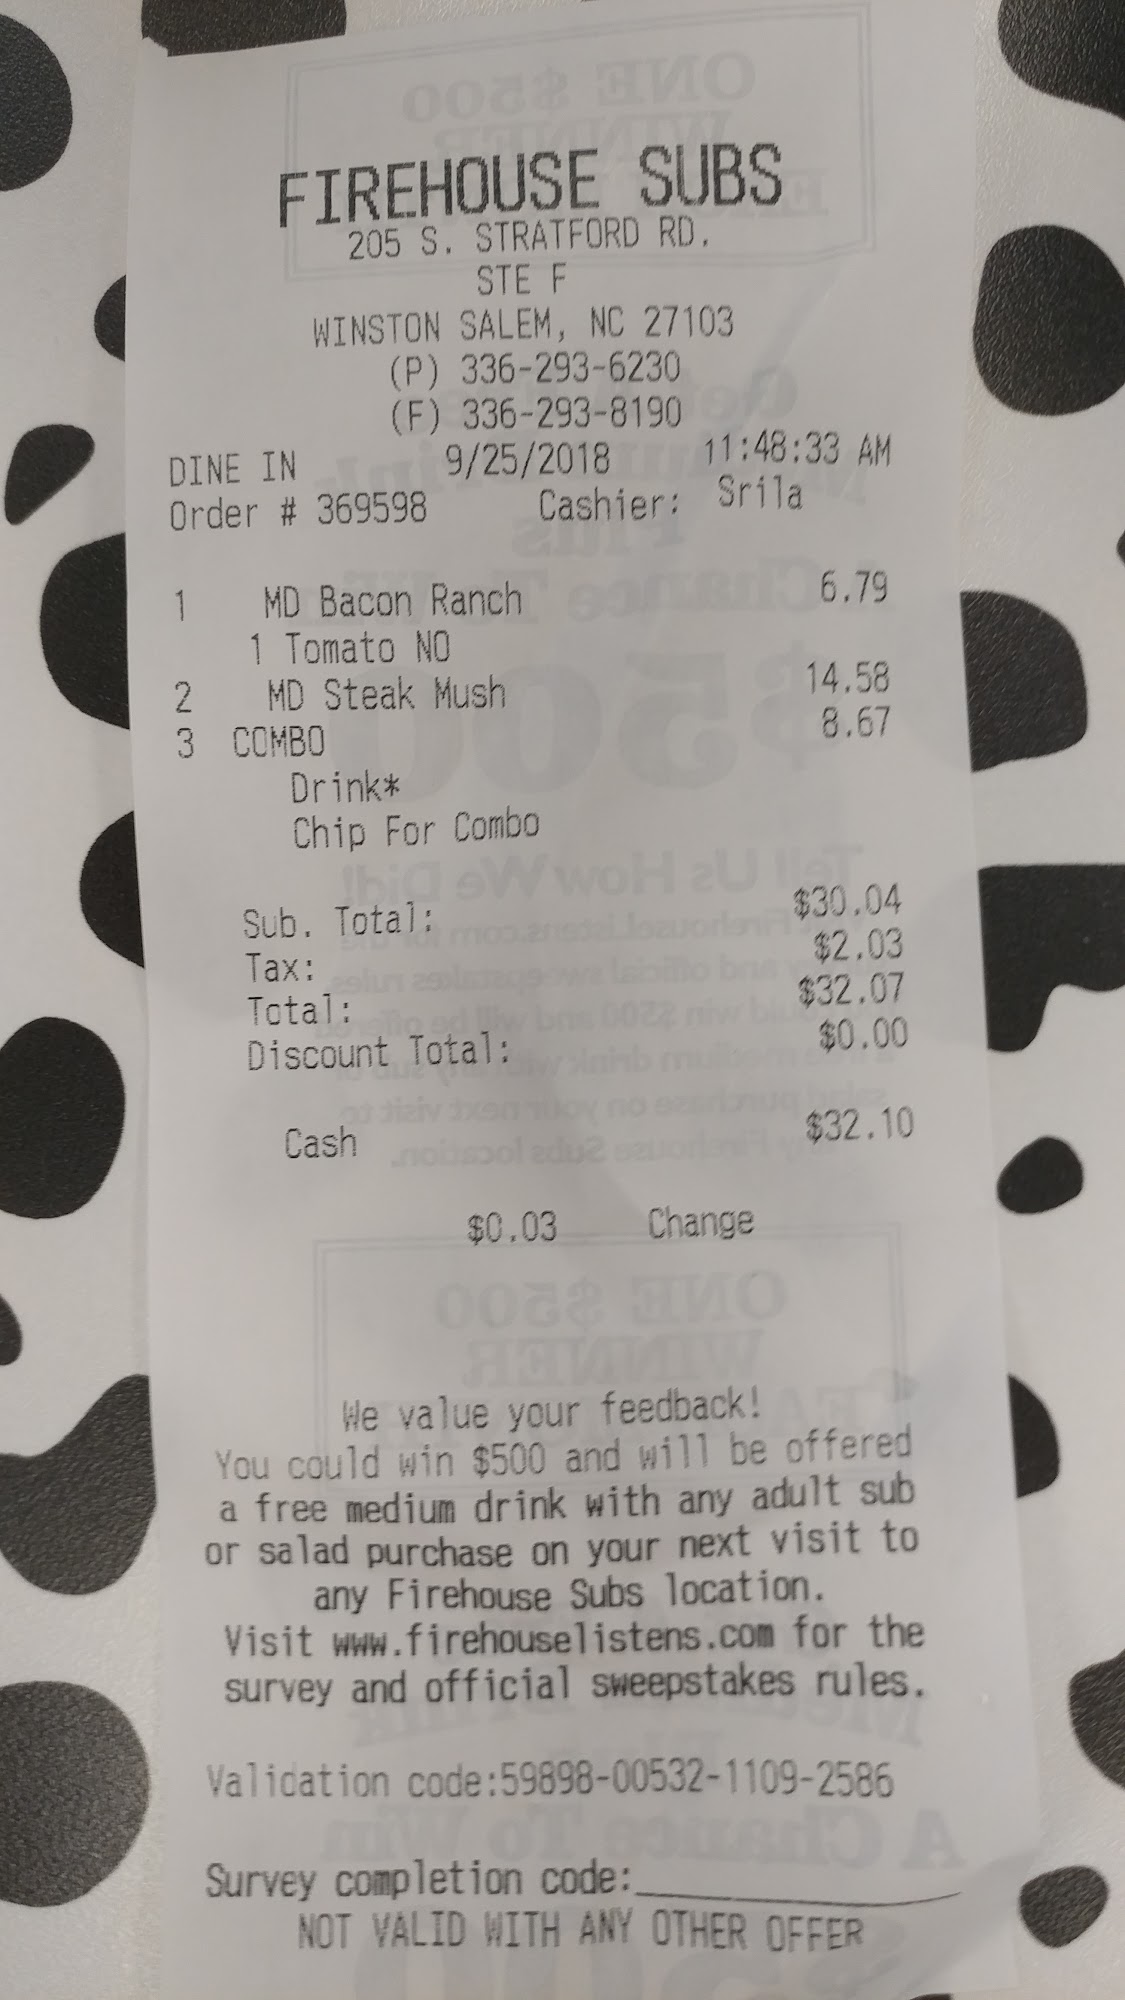 FIREHOUSE SUBS
205 S. STRATFORD RD.
STE F
WINSTON SALEM, NC 27103
(P) 336-293-6230
(F) 336-293-8190
DINE IN 9/25/2018 11:48:33 AM
Order # 369598 Cashier: Srila
1 MD Bacon Ranch 6.79
1 Tomato NO
2 MD Steak Mush 14.58
3 COMBO 8.67
Drink*
Chip For Combo
Sub. Total: $30.04
Tax: $2.03
Total: $32.07
Discount Total: $0.00
Cash $32.10
$0.03 Change
We value your feedback!
You could win $500 and will be offered
a free medium drink with any adult sub
or salad purchase on your next visit to
any Firehouse Subs location.
Visit www.firehouselistens.com for the
survey and official sweepstakes rules.
Validation code:59898-00532-1109-2586
Survey completion code:
NOT VALID WITH ANY OTHER OFFER